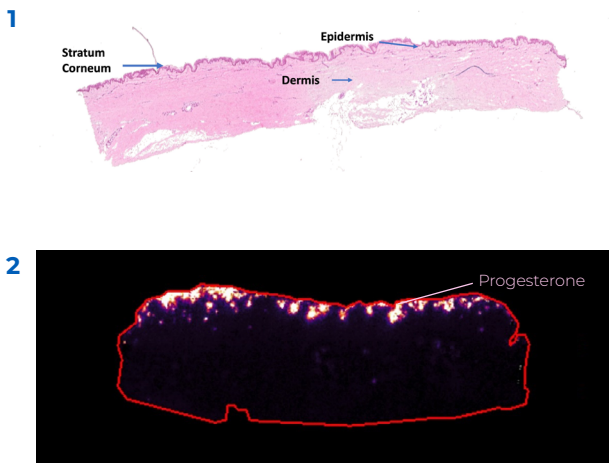 1
Epidermis
Stratum
Corneum
Dermis
2
Progesterone